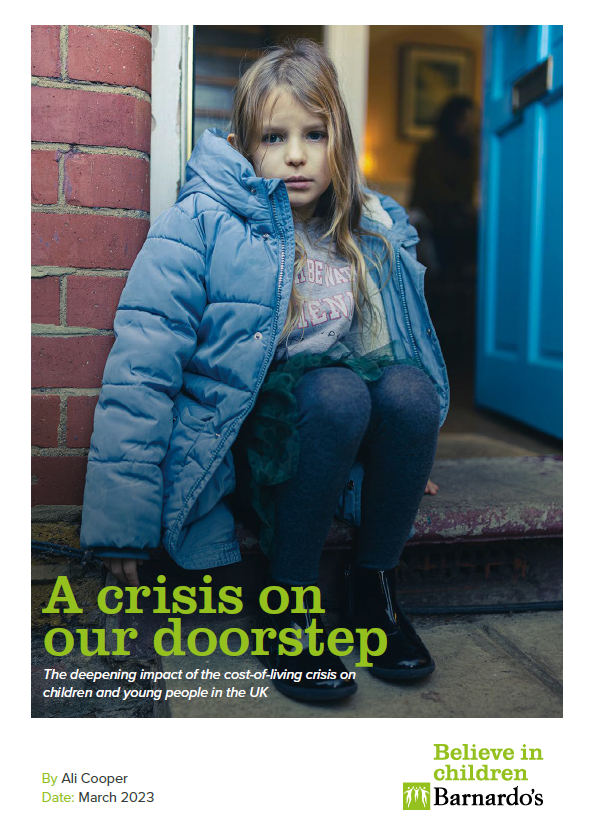 A crisis on
our doorstep
The deepening impact of the cost-of-living crisis on
children and young people in the UK
By Ali Cooper
Date: March 2023
Believe in
children
Barnardo's